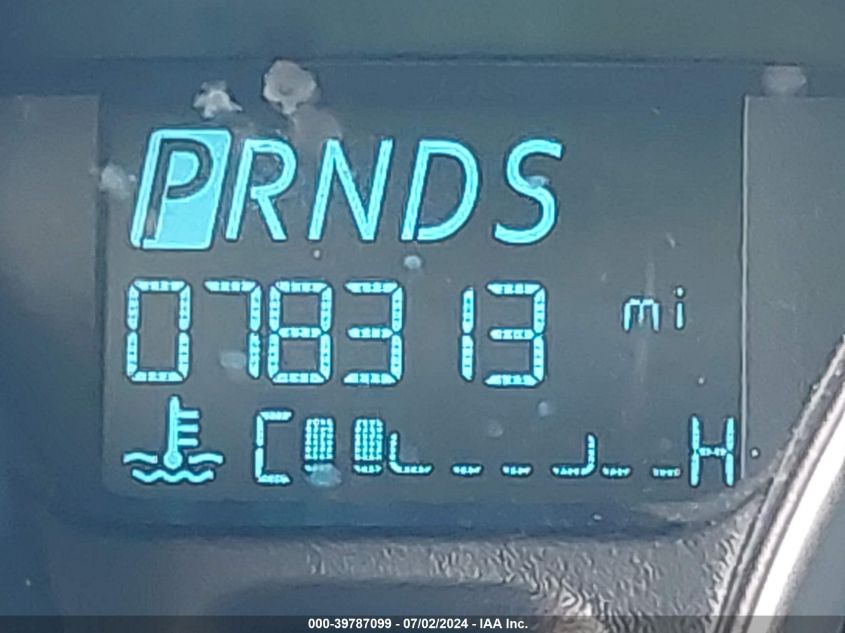 PRNDS
078313 mi
C H
000-39787099 - 07/02/2024 - IAA Inc.